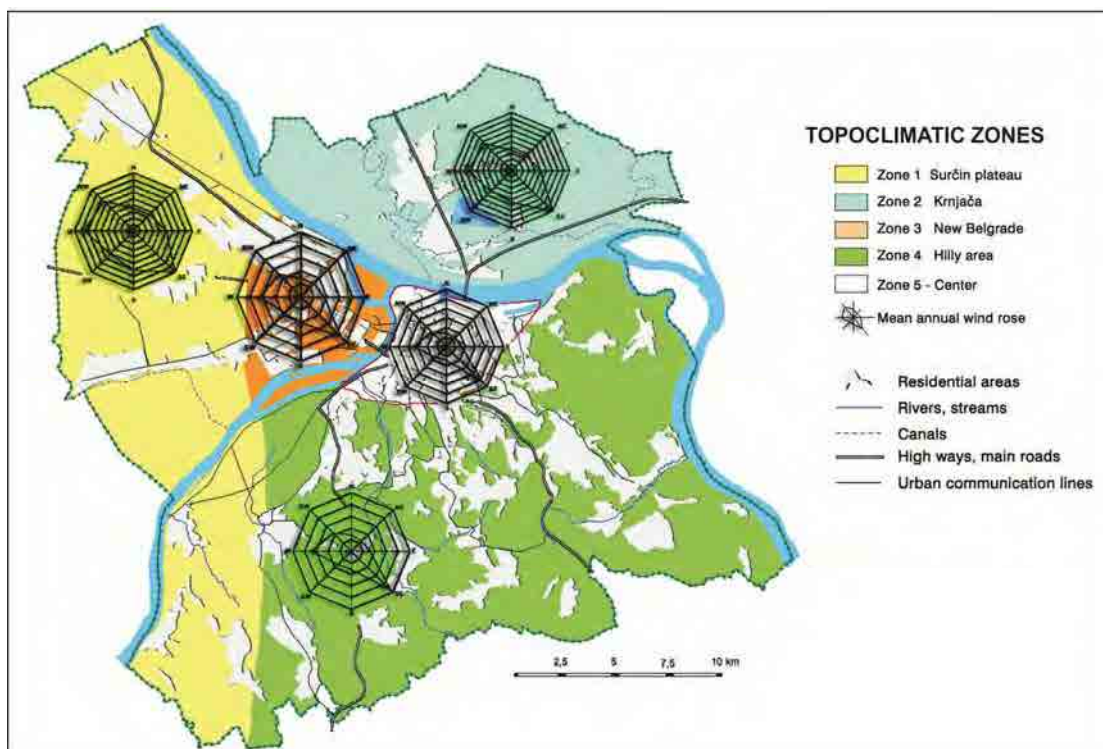 TOPOCLIMATIC ZONES
Zone 1 Surčin plateau
Zone 2 Krnjača
Zone 3 New Belgrade
Zone 4 Hilly area
Zone 5 - Center
Mean annual wind rose
Residential areas
Rivers, streams
Canals
High ways, main roads
Urban communication lines
2,5 5 7,5 10 km